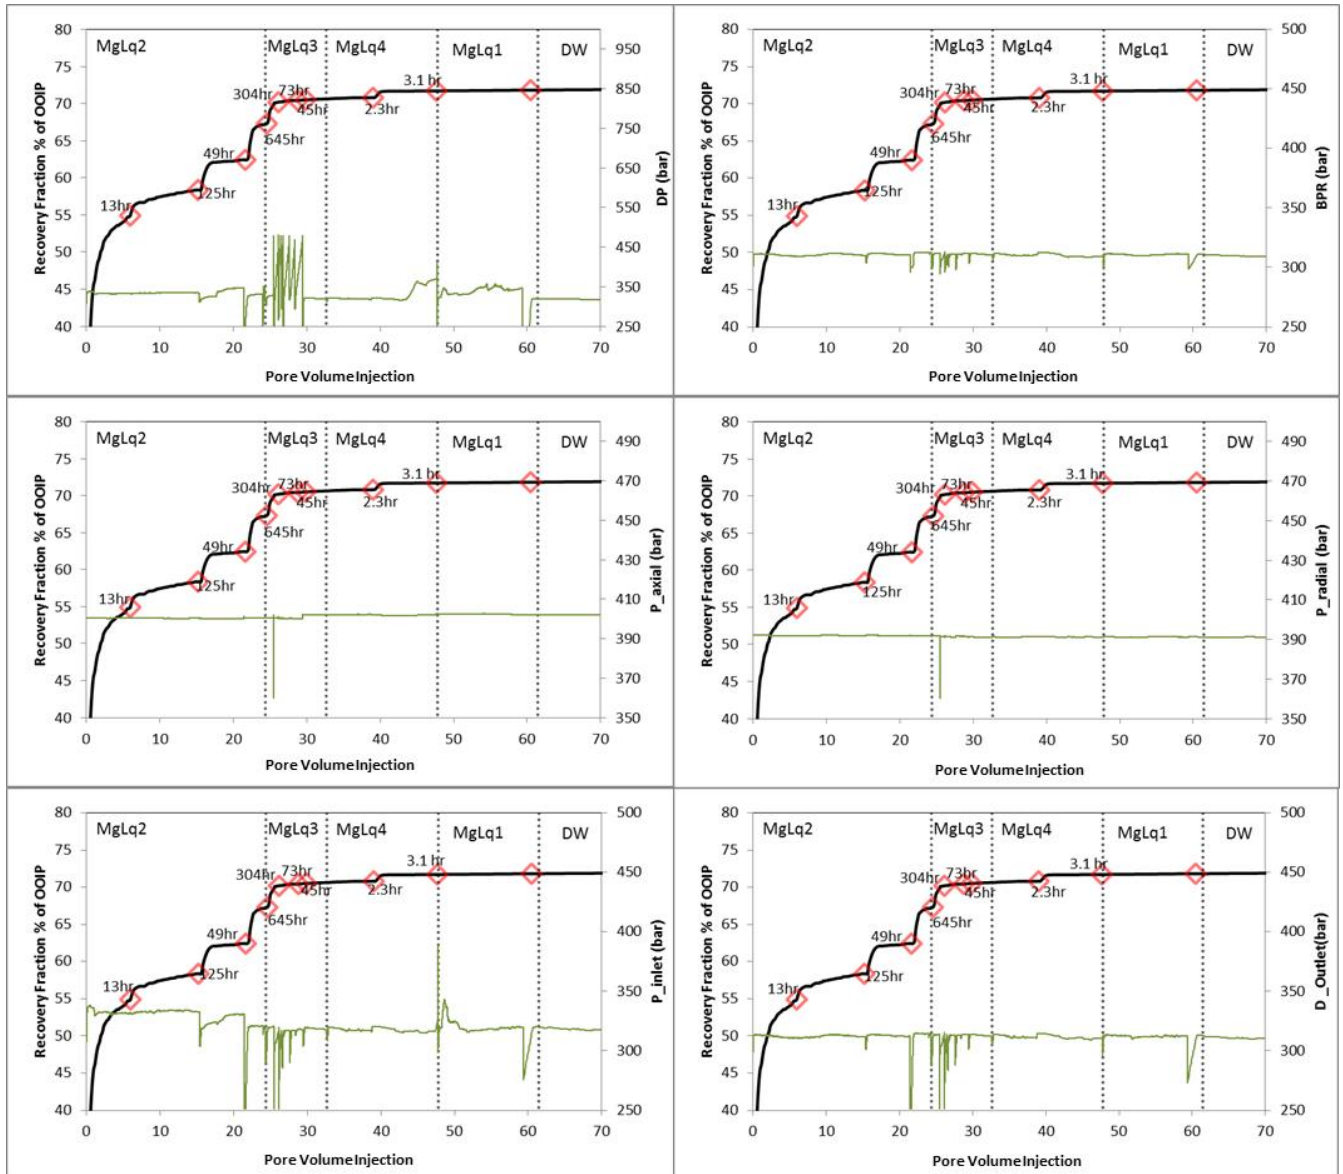 80
75
70
65
60
55
50
45
40
Recovery Fraction % of OOIP
MgLq2
MgLq3
MgLq4
MgLq1
DW
13hr
125hr
49hr
645hr
304hr
73hr
45hr
2.3hr
3.1 hr
950
850
750
650
550
450
350
250
DP (bar)
0 10 20 30 40 50 60 70
Pore Volume Injection
80
75
70
65
60
55
50
45
40
Recovery Fraction % of OOIP
MgLq2
MgLq3
MgLq4
MgLq1
DW
13hr
125hr
49hr
645hr
304hr
73hr
45hr
2.3hr
3.1 hr
500
450
400
350
300
250
BPR (bar)
0 10 20 30 40 50 60 70
Pore Volume Injection
80
75
70
65
60
55
50
45
40
Recovery Fraction % of OOIP
MgLq2
MgLq3
MgLq4
MgLq1
DW
13hr
125hr
49hr
645hr
304hr
73hr
45hr
2.3hr
3.1 hr
490
470
450
430
410
390
370
350
P_axial (bar)
0 10 20 30 40 50 60 70
Pore Volume Injection
80
75
70
65
60
55
50
45
40
Recovery Fraction % of OOIP
MgLq2
MgLq3
MgLq4
MgLq1
DW
13hr
125hr
49hr
645hr
304hr
73hr
45hr
2.3hr
3.1 hr
490
470
450
430
410
390
370
350
P_radial (bar)
0 10 20 30 40 50 60 70
Pore Volume Injection
80
75
70
65
60
55
50
45
40
Recovery Fraction % of OOIP
MgLq2
MgLq3
MgLq4
MgLq1
DW
13hr
125hr
49hr
645hr
304hr
73hr
45hr
2.3hr
3.1 hr
500
450
400
350
300
250
P_inlet (bar)
0 10 20 30 40 50 60 70
Pore Volume Injection
80
75
70
65
60
55
50
45
40
Recovery Fraction % of OOIP
MgLq2
MgLq3
MgLq4
MgLq1
DW
13hr
125hr
49hr
645hr
304hr
73hr
45hr
2.3hr
3.1 hr
500
450
400
350
300
250
D_Outlet(bar)
0 10 20 30 40 50 60 70
Pore Volume Injection